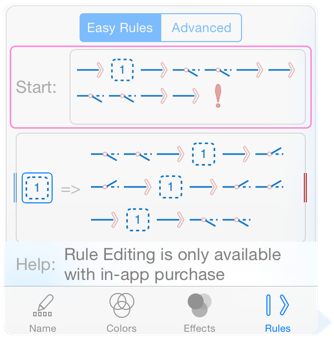 Easy Rules Advanced
Start: 1
!
1
1 => 1
1
Help: Rule Editing is only available
with in-app purchase
Name Colors Effects Rules